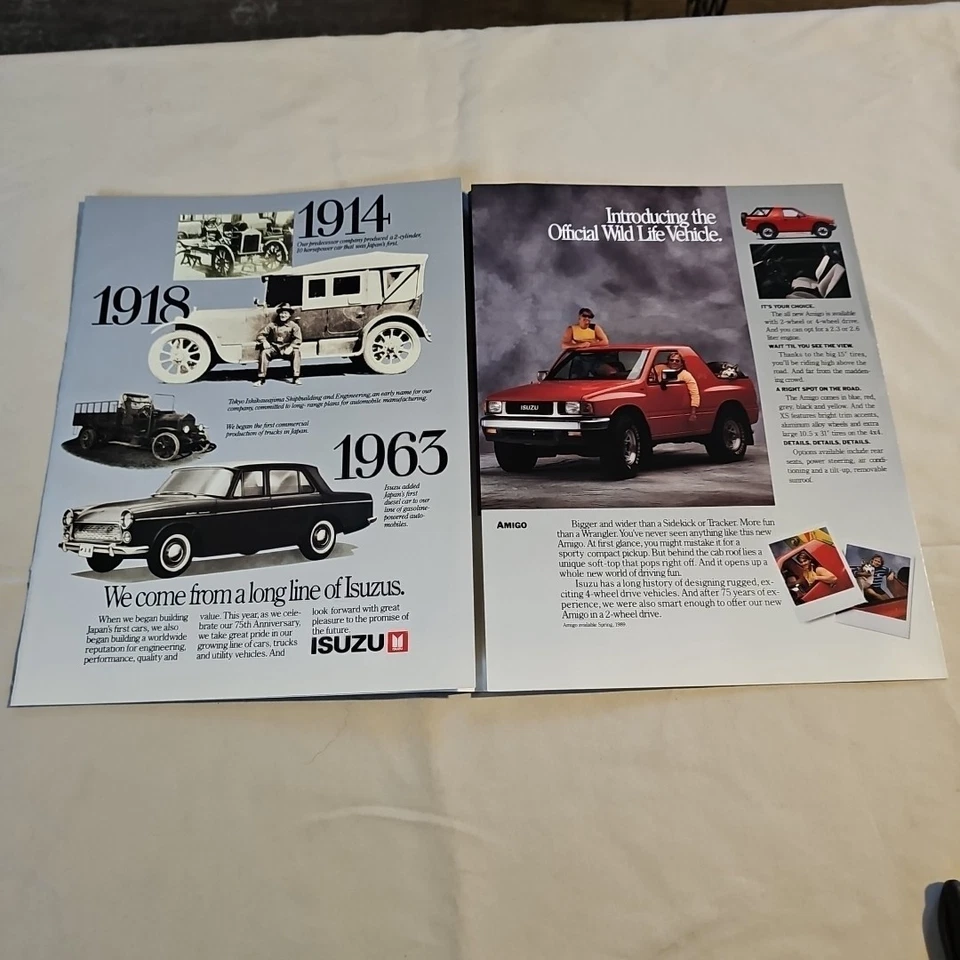 1914
Our predecessor company produced a 2-cylinder,
10 horsepower car that was Japan's first.
1918
Tokyo Ishikawajima Shipbuilding and Engineering, an early name for our
company, committed to long-range plans for automobile manufacturing.
We began the first commercial
production of trucks in Japan.
1963
Isuzu added
Japan's first
diesel car to our
line of gasoline-
powered auto-
mobiles.
We come from a long line of Isuzus.
When we began building
Japan's first cars, we also
began building a worldwide
reputation for engineering,
performance, quality and
value. This year, as we cele-
brate our 75th Anniversary,
we take great pride in our
growing line of cars, trucks
and utility vehicles. And
look forward with great
pleasure to the promise of
the future.
ISUZU
Introducing the
Official Wild Life Vehicle.
ISUZU
IT'S YOUR CHOICE.
The all new Amigo is available
with 2-wheel or 4-wheel drive.
And you can opt for a 2.3 or 2.6
liter engine.
WAIT 'TIL YOU SEE THE VIEW.
Thanks to the big 15" tires,
you'll be riding high above the
road. And far from the madden-
ing crowd.
A RIGHT SPOT ON THE ROAD.
The Amigo comes in blue, red,
grey, black and yellow. And the
XS features bright trim accents,
aluminum alloy wheels and extra
large 10.5 x 31" tires on the 4x4.
DETAILS, DETAILS, DETAILS.
Options available include rear
seats, power steering, air condi-
tioning and a tilt-up, removable
sunroof.
AMIGO
Bigger and wider than a Sidekick or Tracker. More fun
than a Wrangler. You've never seen anything like this new
Amigo. At first glance, you might mistake it for a
sporty compact pickup. But behind the cab roof lies a
unique soft-top that pops right off. And it opens up a
whole new world of driving fun.
Isuzu has a long history of designing rugged, ex-
citing 4-wheel drive vehicles. And after 75 years of ex-
perience, we were also smart enough to offer our new
Amigo in a 2-wheel drive.
Amigo available Spring, 1989.